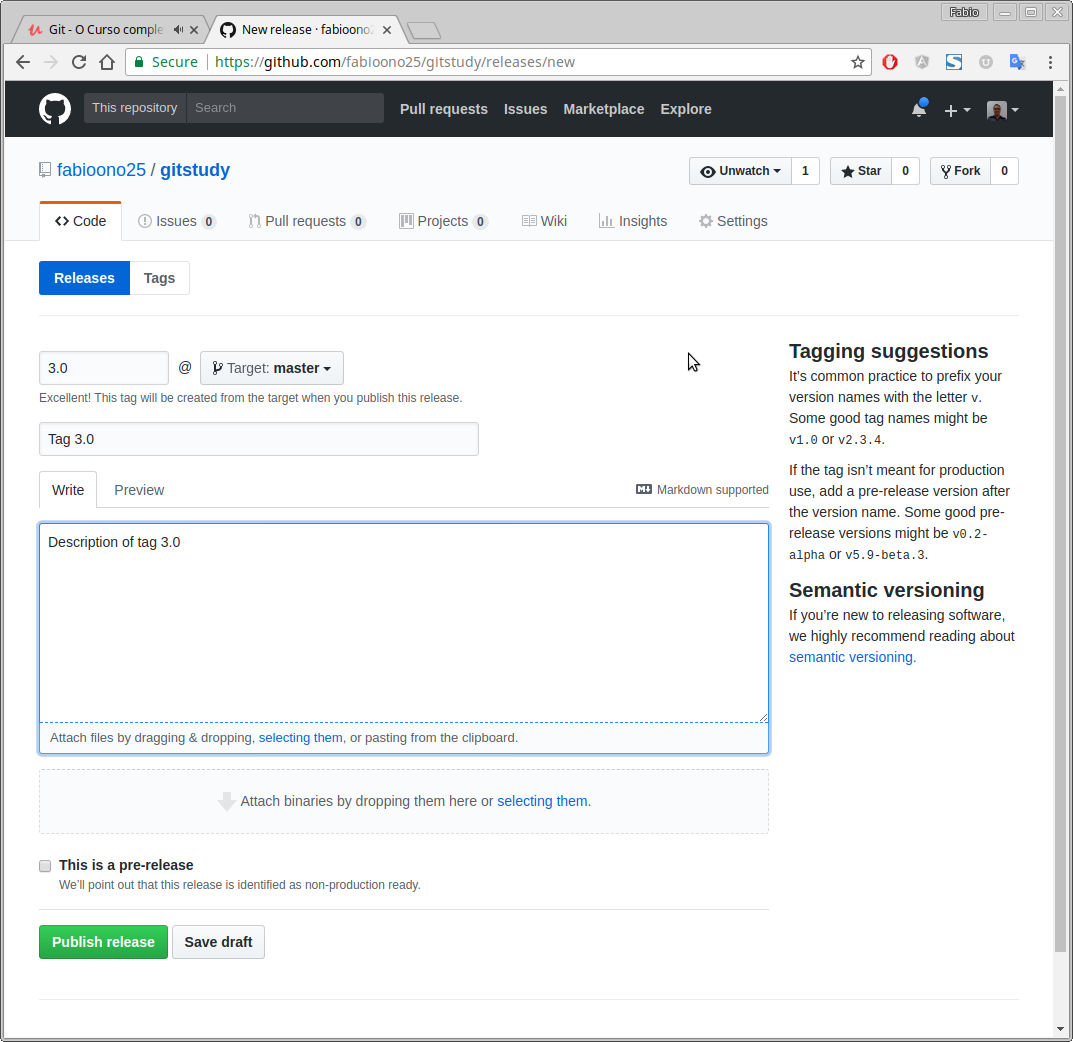 Fabio
Git - O Curso comple
New release · fabioono2
Secure https://github.com/fabioono25/gitstudy/releases/new
This repository Search Pull requests Issues Marketplace Explore
fabioono25 / gitstudy
Unwatch 1 Star 0 Fork 0
Code Issues 0 Pull requests 0 Projects 0 Wiki Insights Settings
Releases Tags
3.0 @ Target: master
Excellent! This tag will be created from the target when you publish this release.
Tag 3.0
Write Preview Markdown supported
Description of tag 3.0
Attach files by dragging & dropping, selecting them, or pasting from the clipboard.
Attach binaries by dropping them here or selecting them.
This is a pre-release
We’ll point out that this release is identified as non-production ready.
Publish release Save draft
Tagging suggestions
It’s common practice to prefix your
version names with the letter v.
Some good tag names might be
v1.0 or v2.3.4.
If the tag isn’t meant for production
use, add a pre-release version after
the version name. Some good pre-
release versions might be v0.2-
alpha or v5.9-beta.3.
Semantic versioning
If you’re new to releasing software,
we highly recommend reading about
semantic versioning.